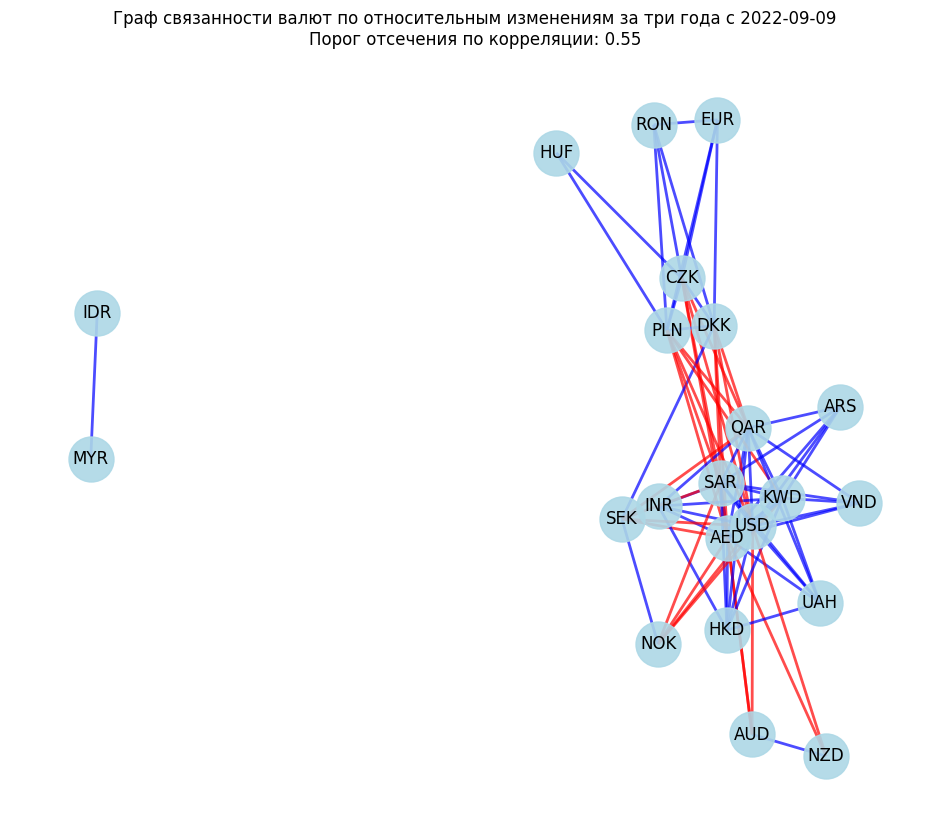 Граф связанности валют по относительным изменениям за три года с 2022-09-09
Порог отсечения по корреляции: 0.55
RON
EUR
HUF
CZK
IDR
PLN
DKK
ARS
QAR
MYR
SAR
KWD
VND
INR
SEK
USD
AED
UAH
HKD
NOK
AUD
NZD